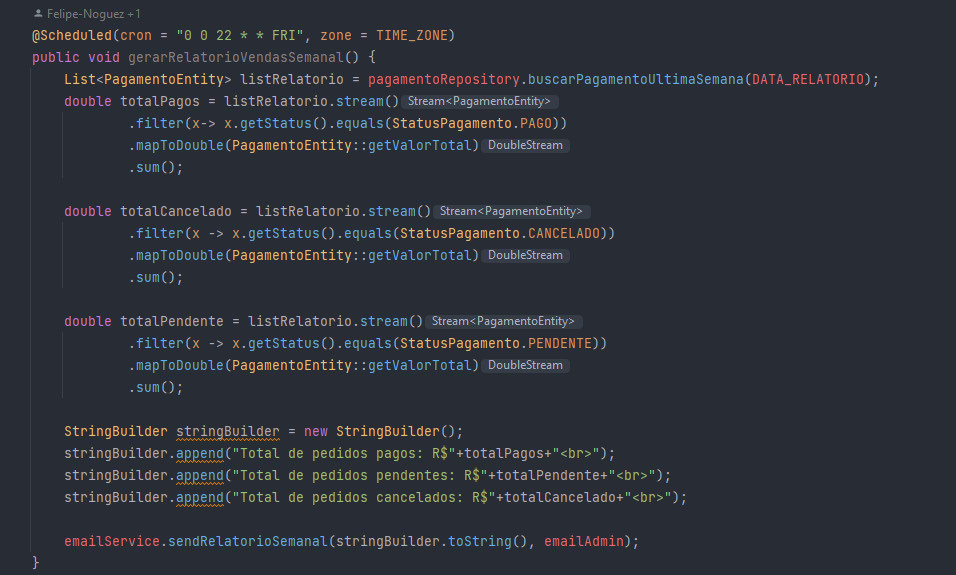 Felipe-Noguez +1
@Scheduled(cron = "0 0 22 * * FRI", zone = TIME_ZONE)
public void gerarRelatorioVendasSemanal() {
    List<PagamentoEntity> listRelatorio = pagamentoRepository.buscarPagamentoUltimaSemana(DATA_RELATORIO);
    double totalPagos = listRelatorio.stream() Stream<PagamentoEntity>
            .filter(x-> x.getStatus().equals(StatusPagamento.PAGO))
            .mapToDouble(PagamentoEntity::getValorTotal) DoubleStream
            .sum();
    double totalCancelado = listRelatorio.stream() Stream<PagamentoEntity>
            .filter(x -> x.getStatus().equals(StatusPagamento.CANCELADO))
            .mapToDouble(PagamentoEntity::getValorTotal) DoubleStream
            .sum();
    double totalPendente = listRelatorio.stream() Stream<PagamentoEntity>
            .filter(x -> x.getStatus().equals(StatusPagamento.PENDENTE))
            .mapToDouble(PagamentoEntity::getValorTotal) DoubleStream
            .sum();
    StringBuilder stringBuilder = new StringBuilder();
    stringBuilder.append("Total de pedidos pagos: R$"+totalPagos+"<br>");
    stringBuilder.append("Total de pedidos pendentes: R$"+totalPendente+"<br>");
    stringBuilder.append("Total de pedidos cancelados: R$"+totalCancelado+"<br>");
    emailService.sendRelatorioSemanal(stringBuilder.toString(), emailAdmin);
}